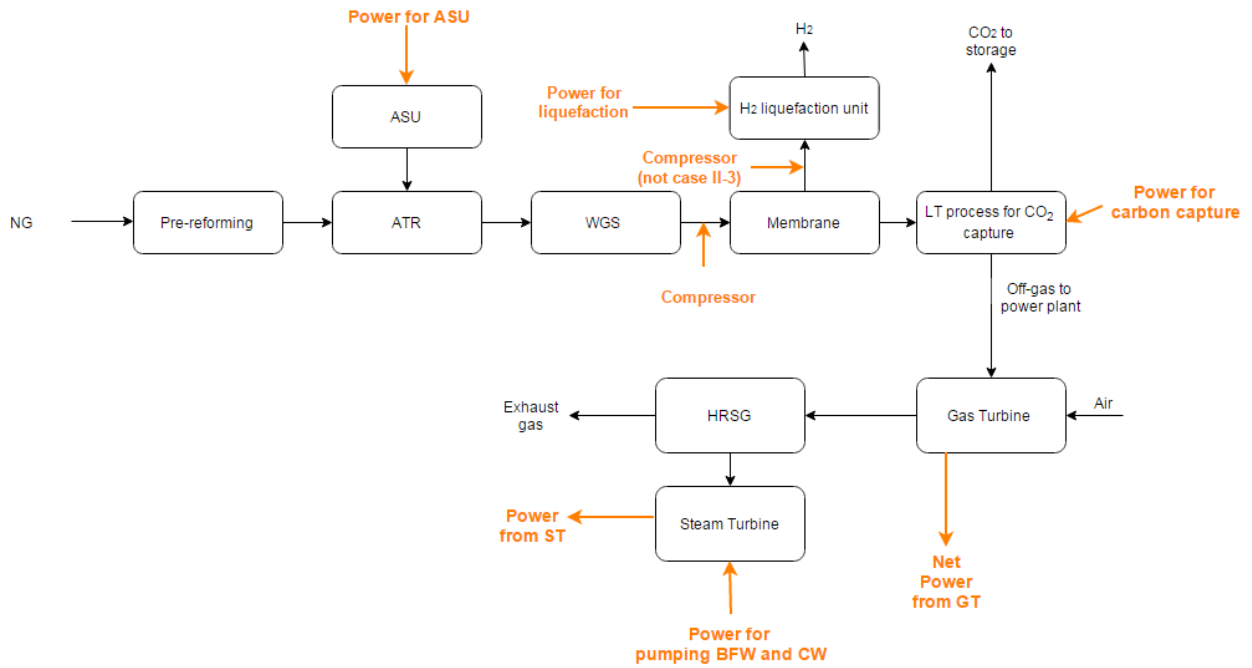 Power for ASU
H2
CO2 to
storage
Power for
liquefaction
H2 liquefaction unit
ASU
Compressor
(not case II-3)
Power for
carbon capture
NG
Pre-reforming
ATR
WGS
Membrane
LT process for CO2
capture
Compressor
Off-gas to
power plant
Exhaust
gas
HRSG
Gas Turbine
Air
Power
from ST
Steam Turbine
Net
Power
from GT
Power for
pumping BFW and CW